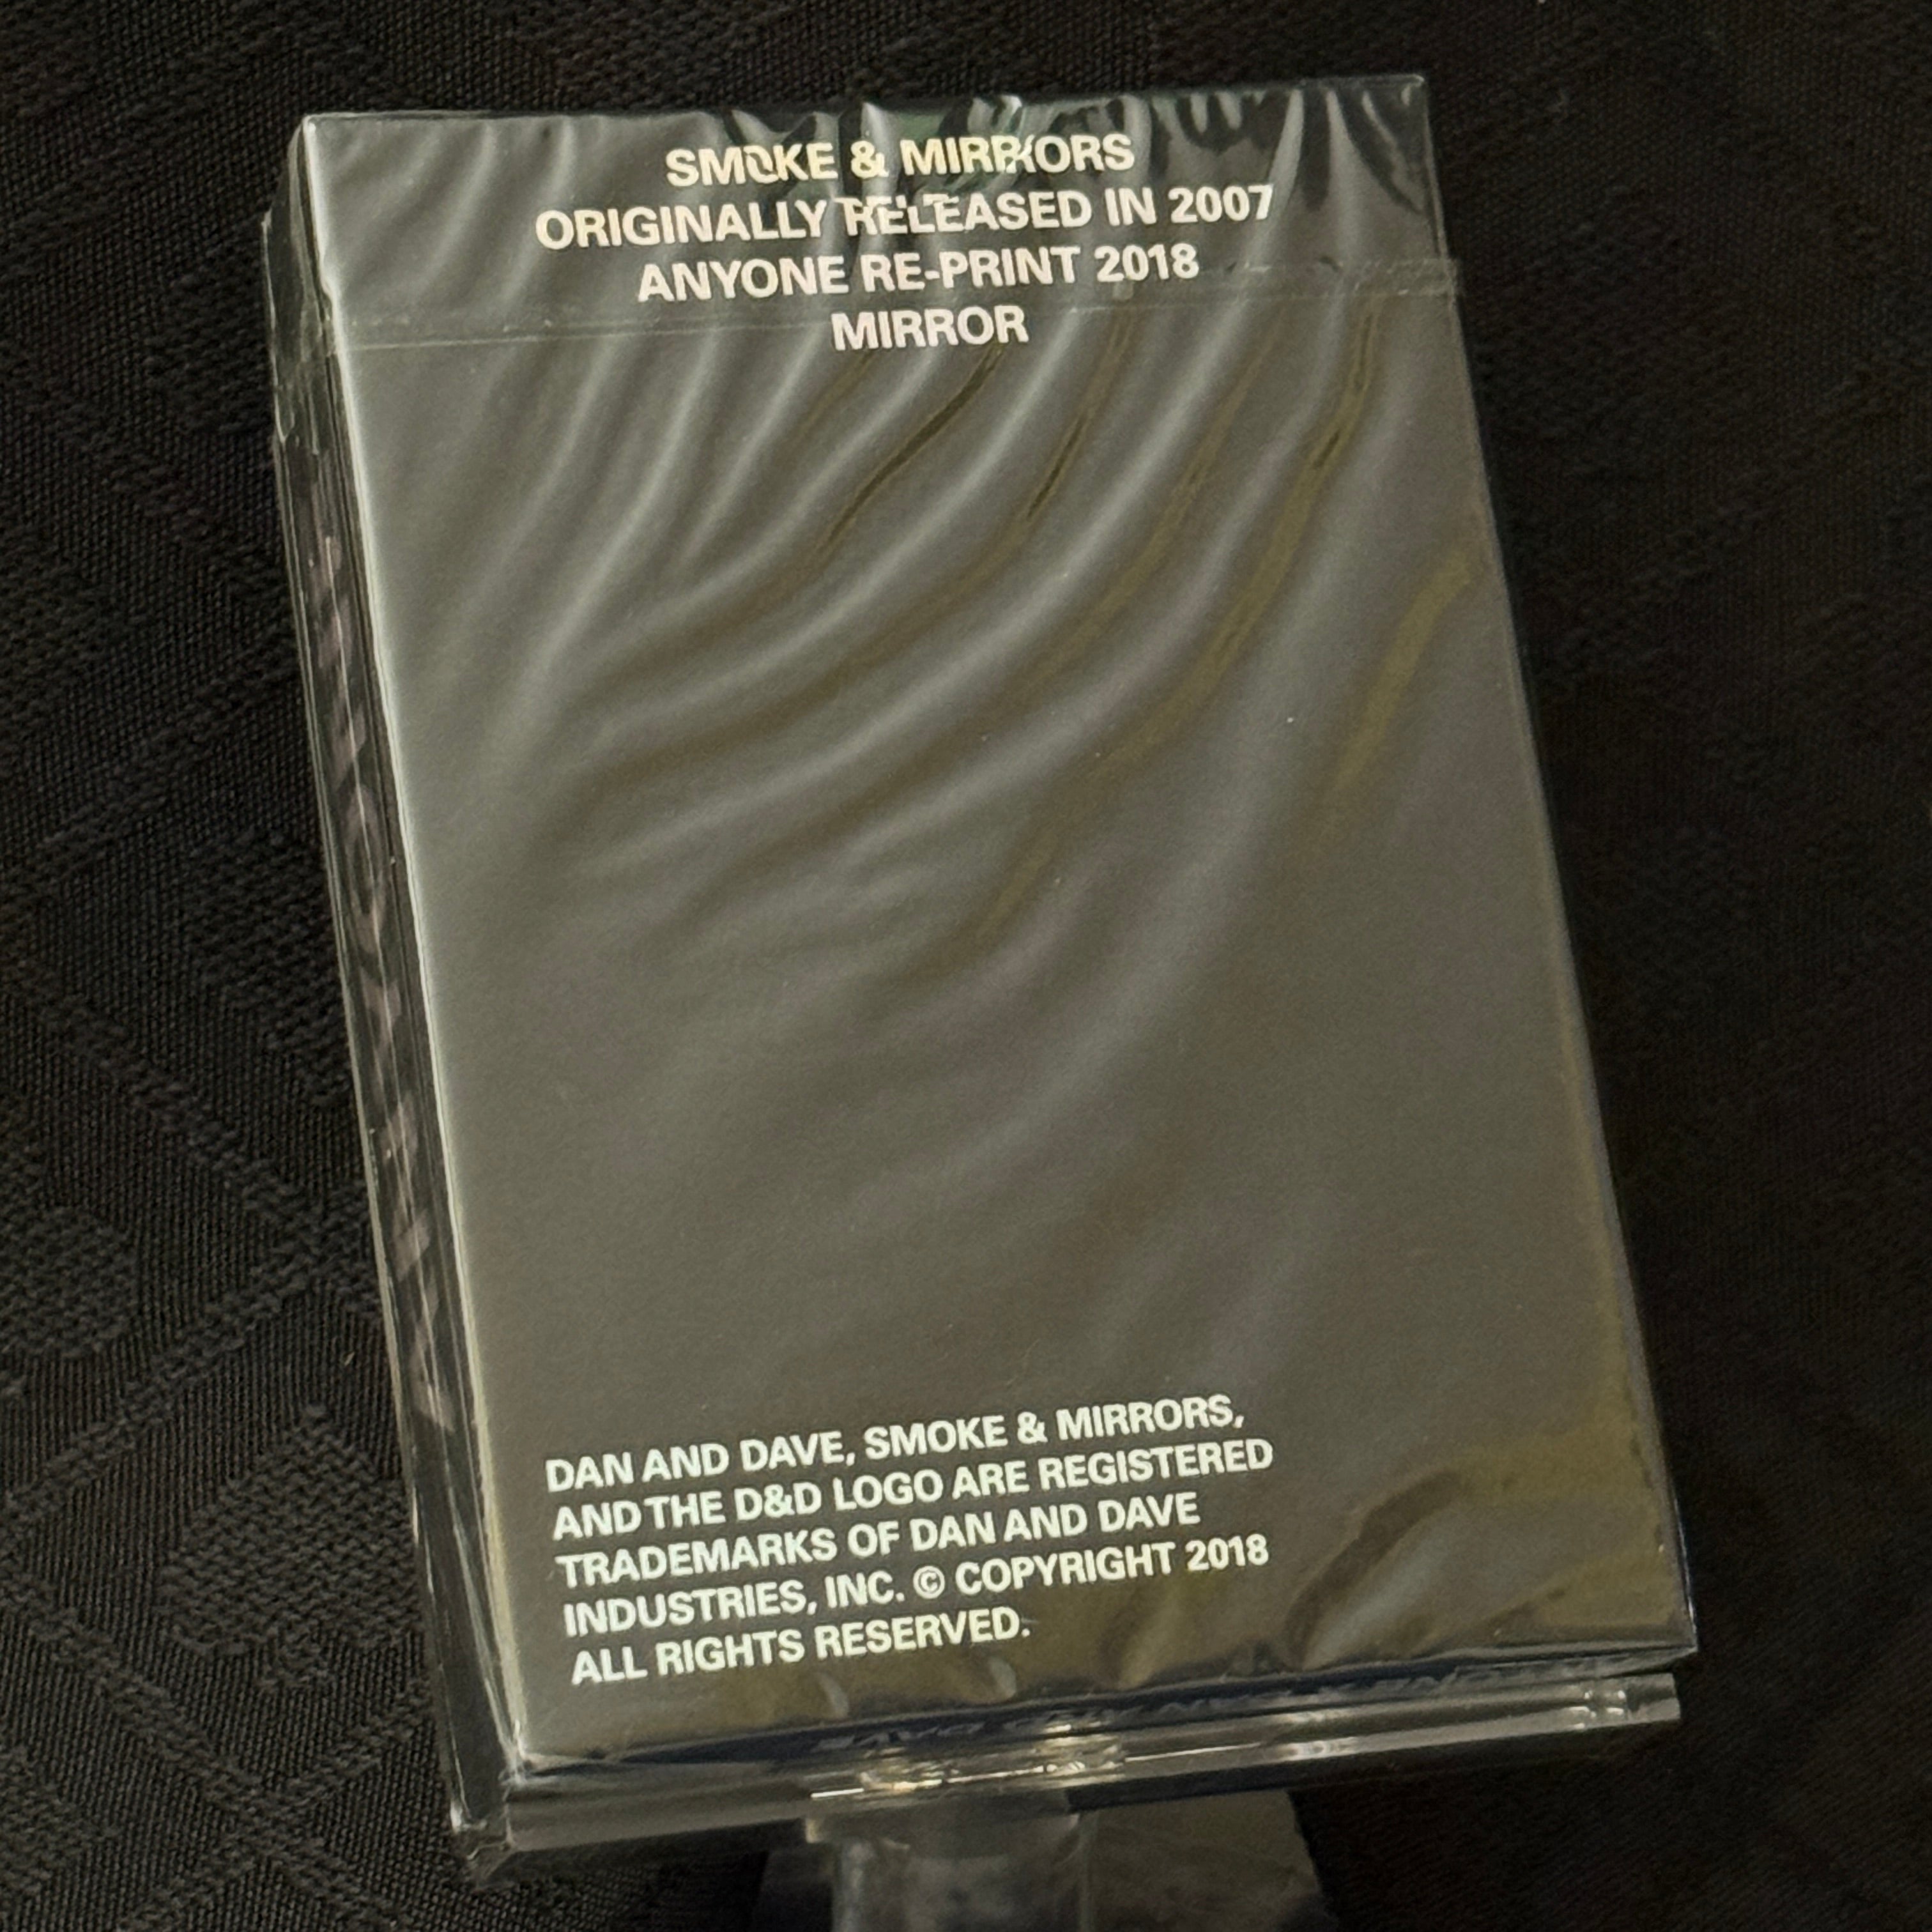 SMOKE & MIRRORS
ORIGINALLY RELEASED IN 2007
ANYONE RE-PRINT 2018
MIRROR
DAN AND DAVE, SMOKE & MIRRORS,
AND THE D&D LOGO ARE REGISTERED
TRADEMARKS OF DAN AND DAVE
INDUSTRIES, INC. © COPYRIGHT 2018
ALL RIGHTS RESERVED.